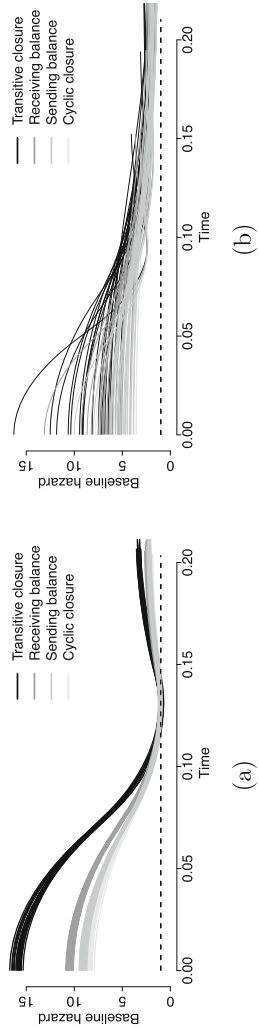 Baseline hazard
15
10
5
0
0.00
0.05
0.10
0.15
0.20
Time
Transitive closure
Receiving balance
Sending balance
Cyclic closure
(a)
Baseline hazard
15
10
5
0
0.00
0.05
0.10
0.15
0.20
Time
Transitive closure
Receiving balance
Sending balance
Cyclic closure
(b)